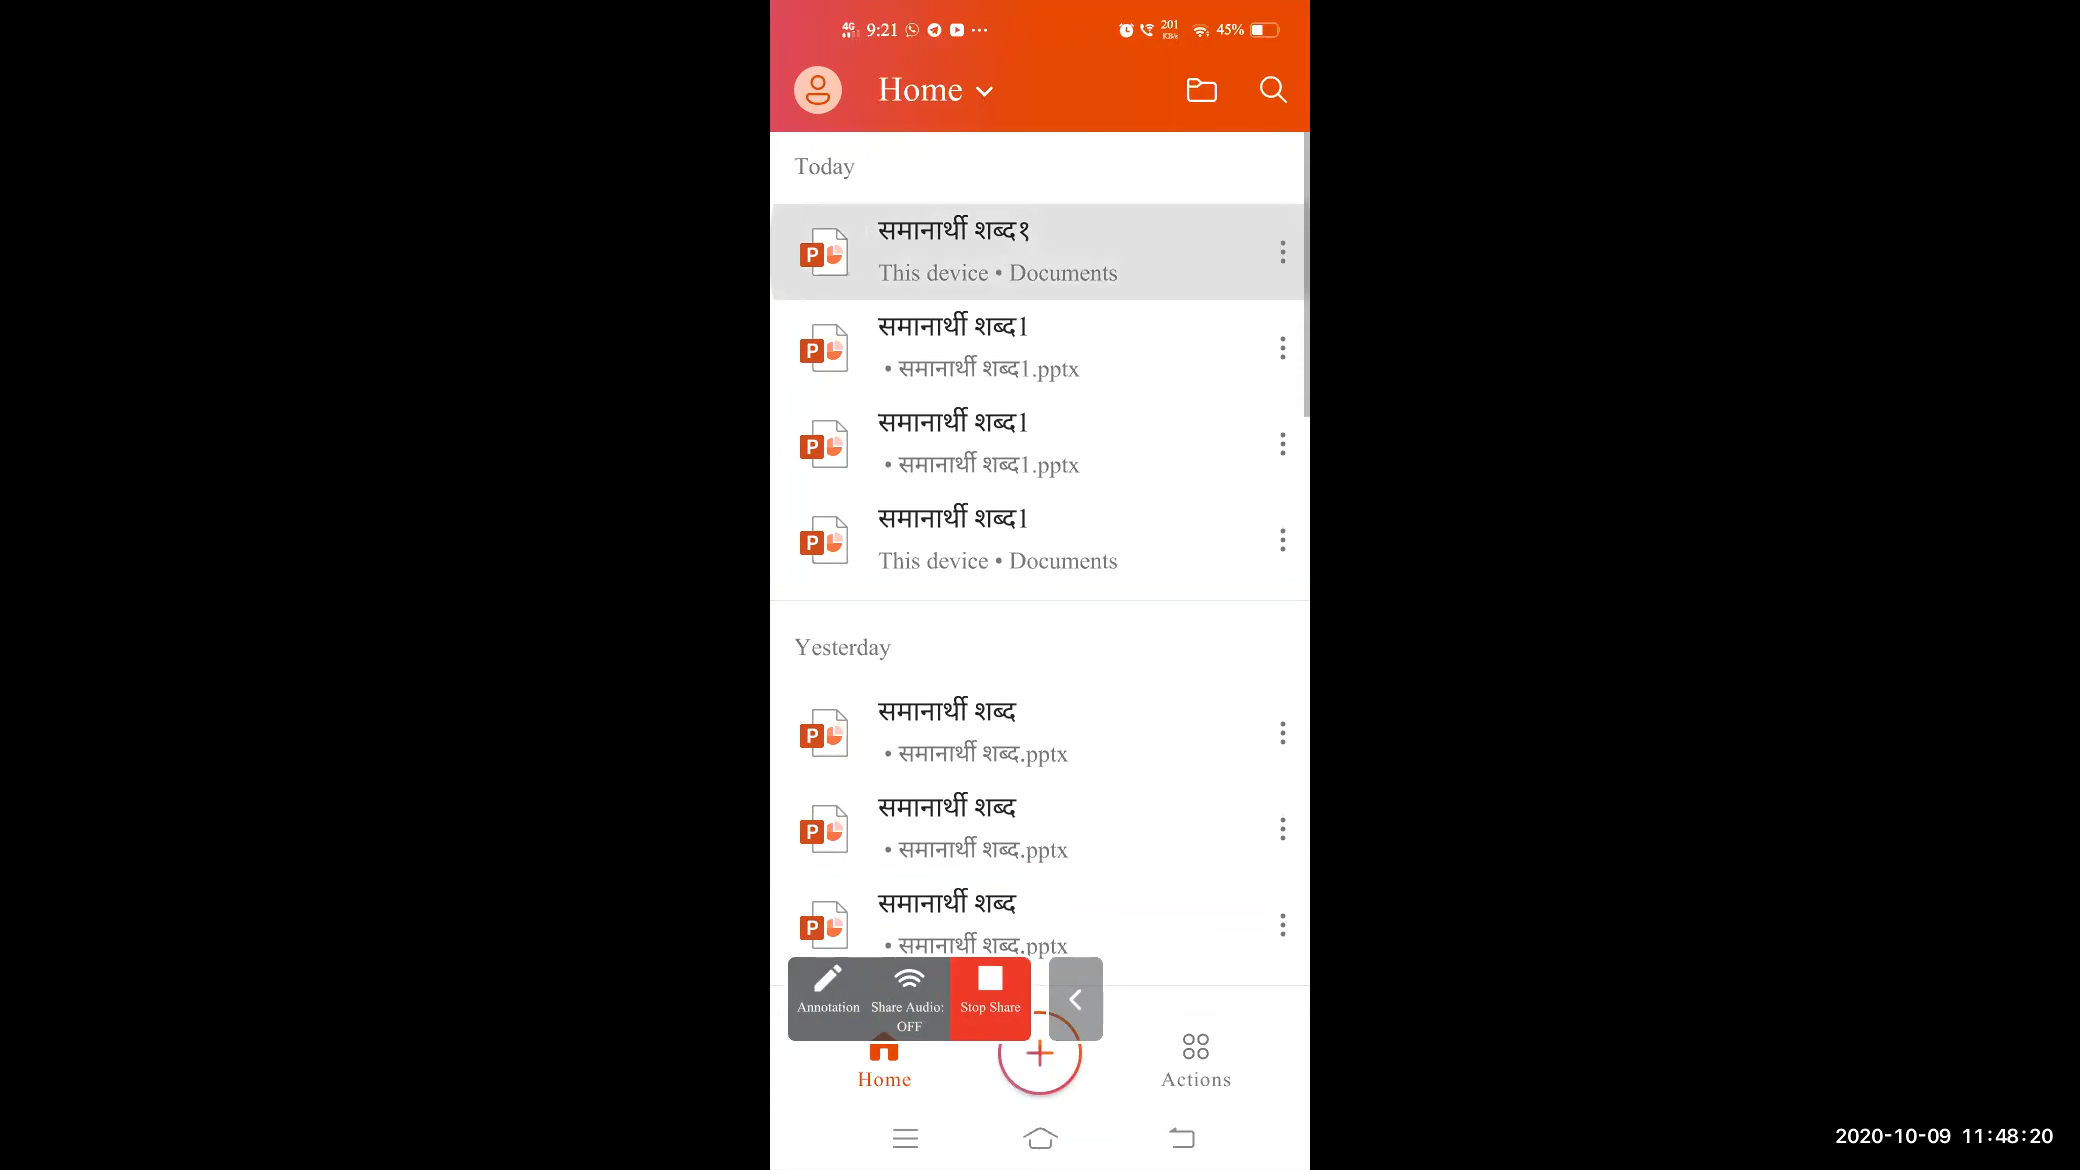 4G 9:21 ... 201 KB/s 45%
Home
Today
समानार्थी शब्द१
This device • Documents
समानार्थी शब्द1
• समानार्थी शब्द1.pptx
समानार्थी शब्द1
• समानार्थी शब्द1.pptx
समानार्थी शब्द1
This device • Documents
Yesterday
समानार्थी शब्द
• समानार्थी शब्द.pptx
समानार्थी शब्द
• समानार्थी शब्द.pptx
समानार्थी शब्द
• समानार्थी शब्द.pptx
Annotation Share Audio: Stop Share
OFF
Home Actions
2020-10-09 11:48:20